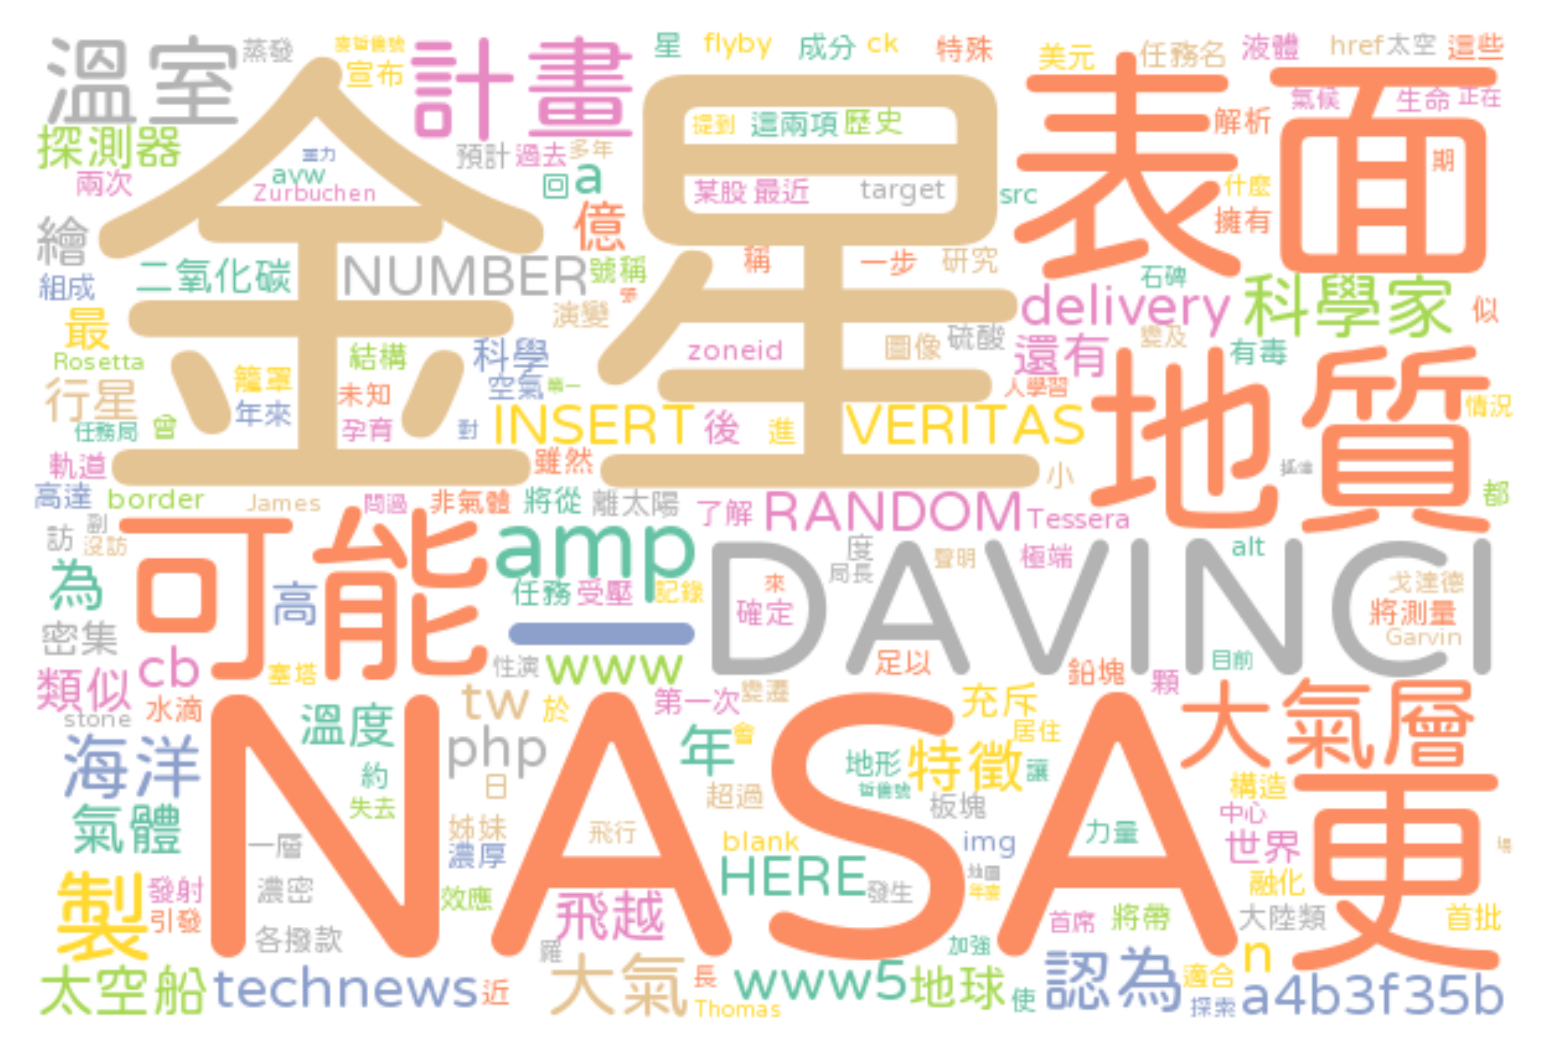 溫室 蒸發 麥哲倫號 宣布 計畫 星 flyby 成分 ck 特殊 美元 任務名 液體 href 太空 這些
探測器 兩次 重力 avw Zurbuchen 預計 過去 多年 回 a 提到 這兩項 歷史 表面 解析 氣候 生命 正在 期
金星 某股 最近 target src 什麼 擁有
繪 億 稱 一步 研究 石碑
組成 二氧化碳 NUMBER 號稱 演變 delivery 科學家 似
最 Rosetta 結構 科學 zoneid 圖像 硫酸 還有 變及 有毒
行星 籠罩 未知 空氣 第一 人學習 地質 情況
任務局 曾 年來 孕育 對 INSERT 後 進 VERITAS
軌道 雖然 小
高達 border James 問過 非氣體 將從 離太陽 了解 RANDOM Tessera 都
訪 副 沒訪 可能 amp 度 局長 聲明 極端 alt
為 高 任務 受壓 記錄 來 確定 DAVINCI 戈達德 將測量 Garvin
密集 一 性演 www 足以 鉛塊 目前
類似 cb 塞塔 tw 於 第一次 變遷 充斥 顆 大氣層
stone 水滴 溫度 php 年 會 居住
海洋 約 日 地形 特徵 讓
失去 超過 哲倫號 板塊 構造
氣體 一層 姊妹 濃厚 飛行 NASA blank img 力量 中心 世界 更
製 發射 引發 濃密 效應 飛越 HERE 發生 年度 融化
各撥款 羅 首席 將帶 大陸類 首批
太空船 technews 近 大氣 長 Thomas www5 加強 地球 使 認為 適合 探索 n a4b3f35b